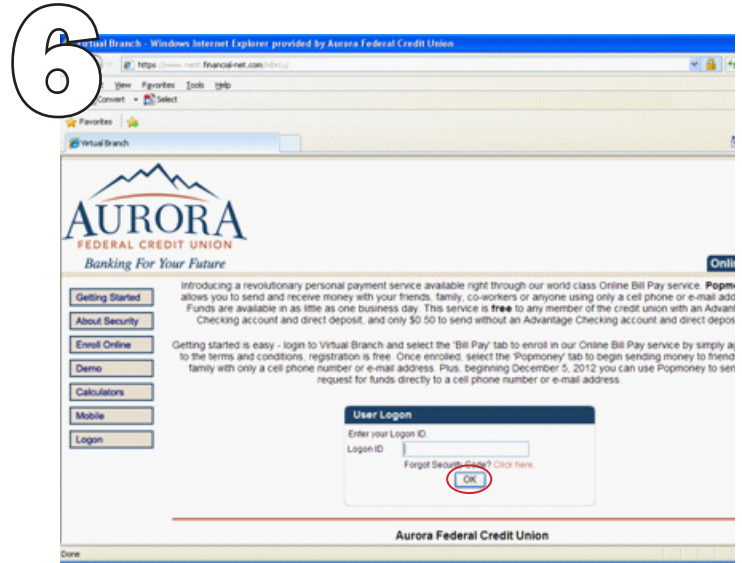 6
Virtual Branch - Windows Internet Explorer provided by Aurora Federal Credit Union
https://www. financial-net.com
View Favorites Tools Help
Convert Select
Favorites
Virtual Branch
AURORA
FEDERAL CREDIT UNION
Banking For Your Future
Onli
Getting Started
About Security
Enroll Online
Demo
Calculators
Mobile
Logon
Introducing a revolutionary personal payment service available right through our world class Online Bill Pay service. Popm
allows you to send and receive money with your friends, family, co-workers or anyone using only a cell phone or e-mail add
Funds are available in as little as one business day. This service is free to any member of the credit union with an Advan
Checking account and direct deposit, and only $0.50 to send without an Advantage Checking account and direct depos
Getting started is easy - login to Virtual Branch and select the 'Bill Pay' tab to enroll in our Online Bill Pay service by simply a
to the terms and conditions, registration is free. Once enrolled, select the 'Popmoney' tab to begin sending money to friend
family with only a cell phone number or e-mail address. Plus, beginning December 5, 2012 you can use Popmoney to sen
request for funds directly to a cell phone number or e-mail address.
User Logon
Enter your Logon ID.
Logon ID
Forgot Security Code? Click here.
OK
Aurora Federal Credit Union
Done